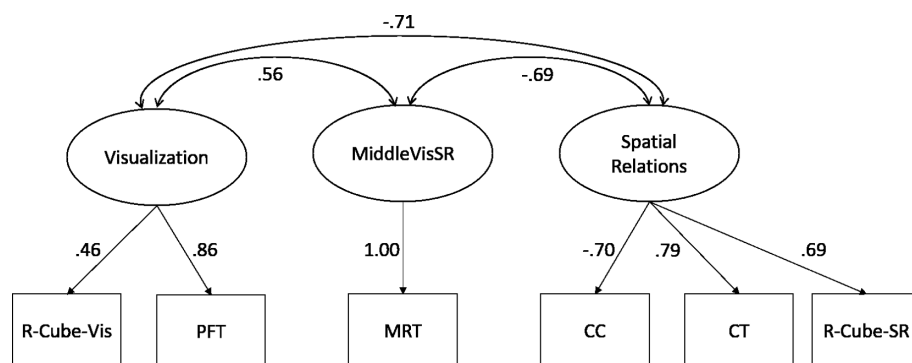 -.71
.56
-.69
Visualization
MiddleVisSR
Spatial
Relations
.46
.86
1.00
-.70
.79
.69
R-Cube-Vis
PFT
MRT
CC
CT
R-Cube-SR